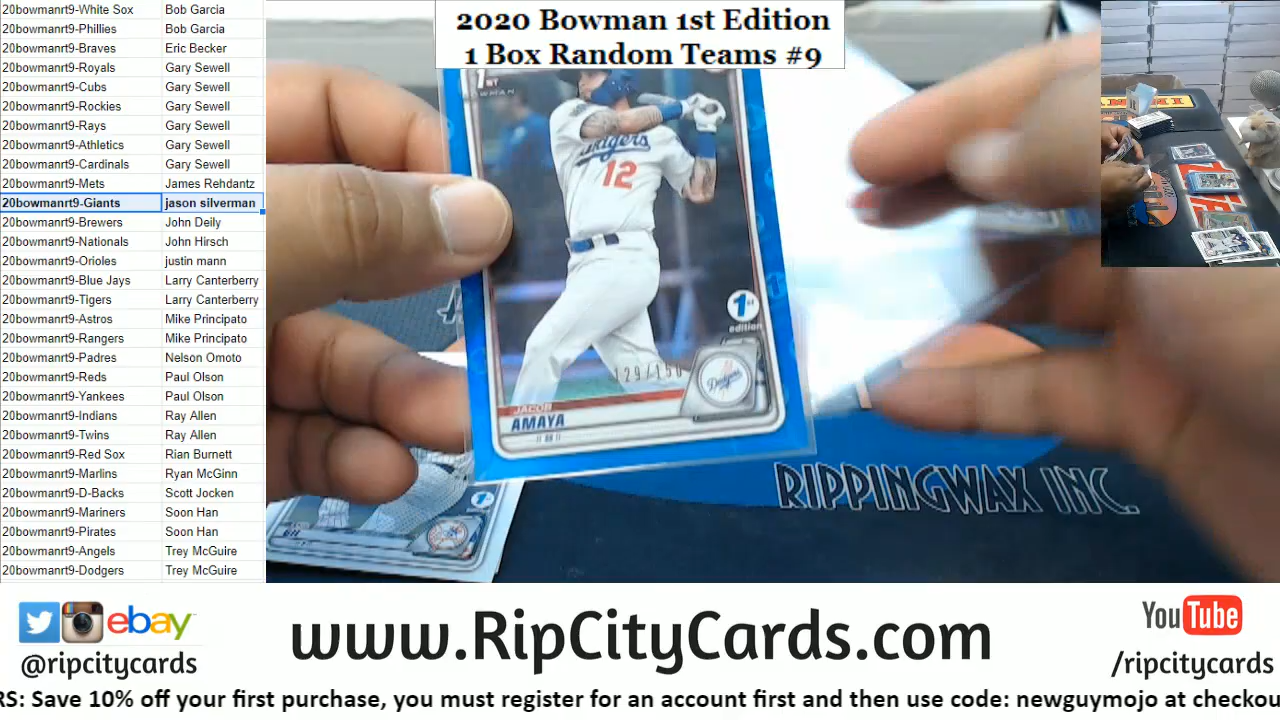 20bowmanrt9-White Sox Bob Garcia
20bowmanrt9-Phillies Bob Garcia
20bowmanrt9-Braves Eric Becker
20bowmanrt9-Royals Gary Sewell
20bowmanrt9-Cubs Gary Sewell
20bowmanrt9-Rockies Gary Sewell
20bowmanrt9-Rays Gary Sewell
20bowmanrt9-Athletics Gary Sewell
20bowmanrt9-Cardinals Gary Sewell
20bowmanrt9-Mets James Rehdantz
20bowmanrt9-Giants jason silverman
20bowmanrt9-Brewers John Deily
20bowmanrt9-Nationals John Hirsch
20bowmanrt9-Orioles justin mann
20bowmanrt9-Blue Jays Larry Canterberry
20bowmanrt9-Tigers Larry Canterberry
20bowmanrt9-Astros Mike Principato
20bowmanrt9-Rangers Mike Principato
20bowmanrt9-Padres Nelson Omoto
20bowmanrt9-Reds Paul Olson
20bowmanrt9-Yankees Paul Olson
20bowmanrt9-Indians Ray Allen
20bowmanrt9-Twins Ray Allen
20bowmanrt9-Red Sox Rian Burnett
20bowmanrt9-Marlins Ryan McGinn
20bowmanrt9-D-Backs Scott Jocken
20bowmanrt9-Mariners Soon Han
20bowmanrt9-Pirates Soon Han
20bowmanrt9-Angels Trey McGuire
20bowmanrt9-Dodgers Trey McGuire
2020 Bowman 1st Edition
1 Box Random Teams #9
Dodgers
12
1st
edition
129/150
Dodgers
JACOB
AMAYA
RIPPINGWAX INC.
ebay
@ripcitycards
www.RipCityCards.com
YouTube
/ripcitycards
RS: Save 10% off your first purchase, you must register for an account first and then use code: newguymojo at checkou